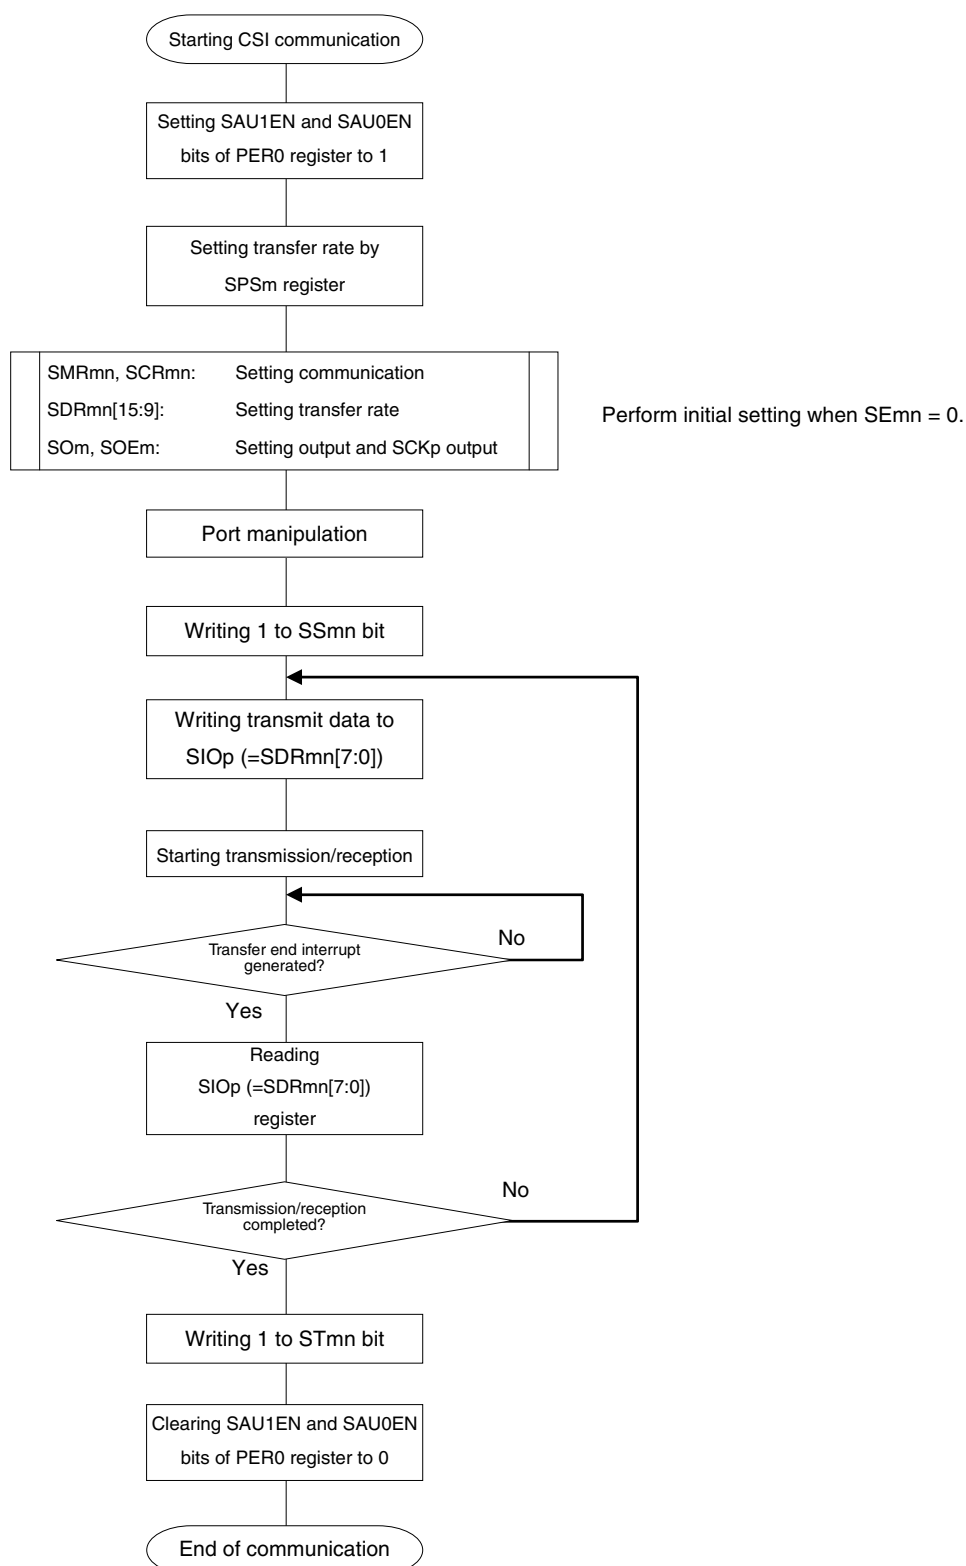 Starting CSI communication
Setting SAU1EN and SAU0EN
bits of PER0 register to 1
Setting transfer rate by
SPSm register
SMRmn, SCRmn: Setting communication
SDRmn[15:9]: Setting transfer rate
SOm, SOEm: Setting output and SCKp output
Perform initial setting when SEmn = 0.
Port manipulation
Writing 1 to SSmn bit
Writing transmit data to
SIOp (=SDRmn[7:0])
Starting transmission/reception
Transfer end interrupt
generated?
No
Yes
Reading
SIOp (=SDRmn[7:0])
register
Transmission/reception
completed?
No
Yes
Writing 1 to STmn bit
Clearing SAU1EN and SAU0EN
bits of PER0 register to 0
End of communication